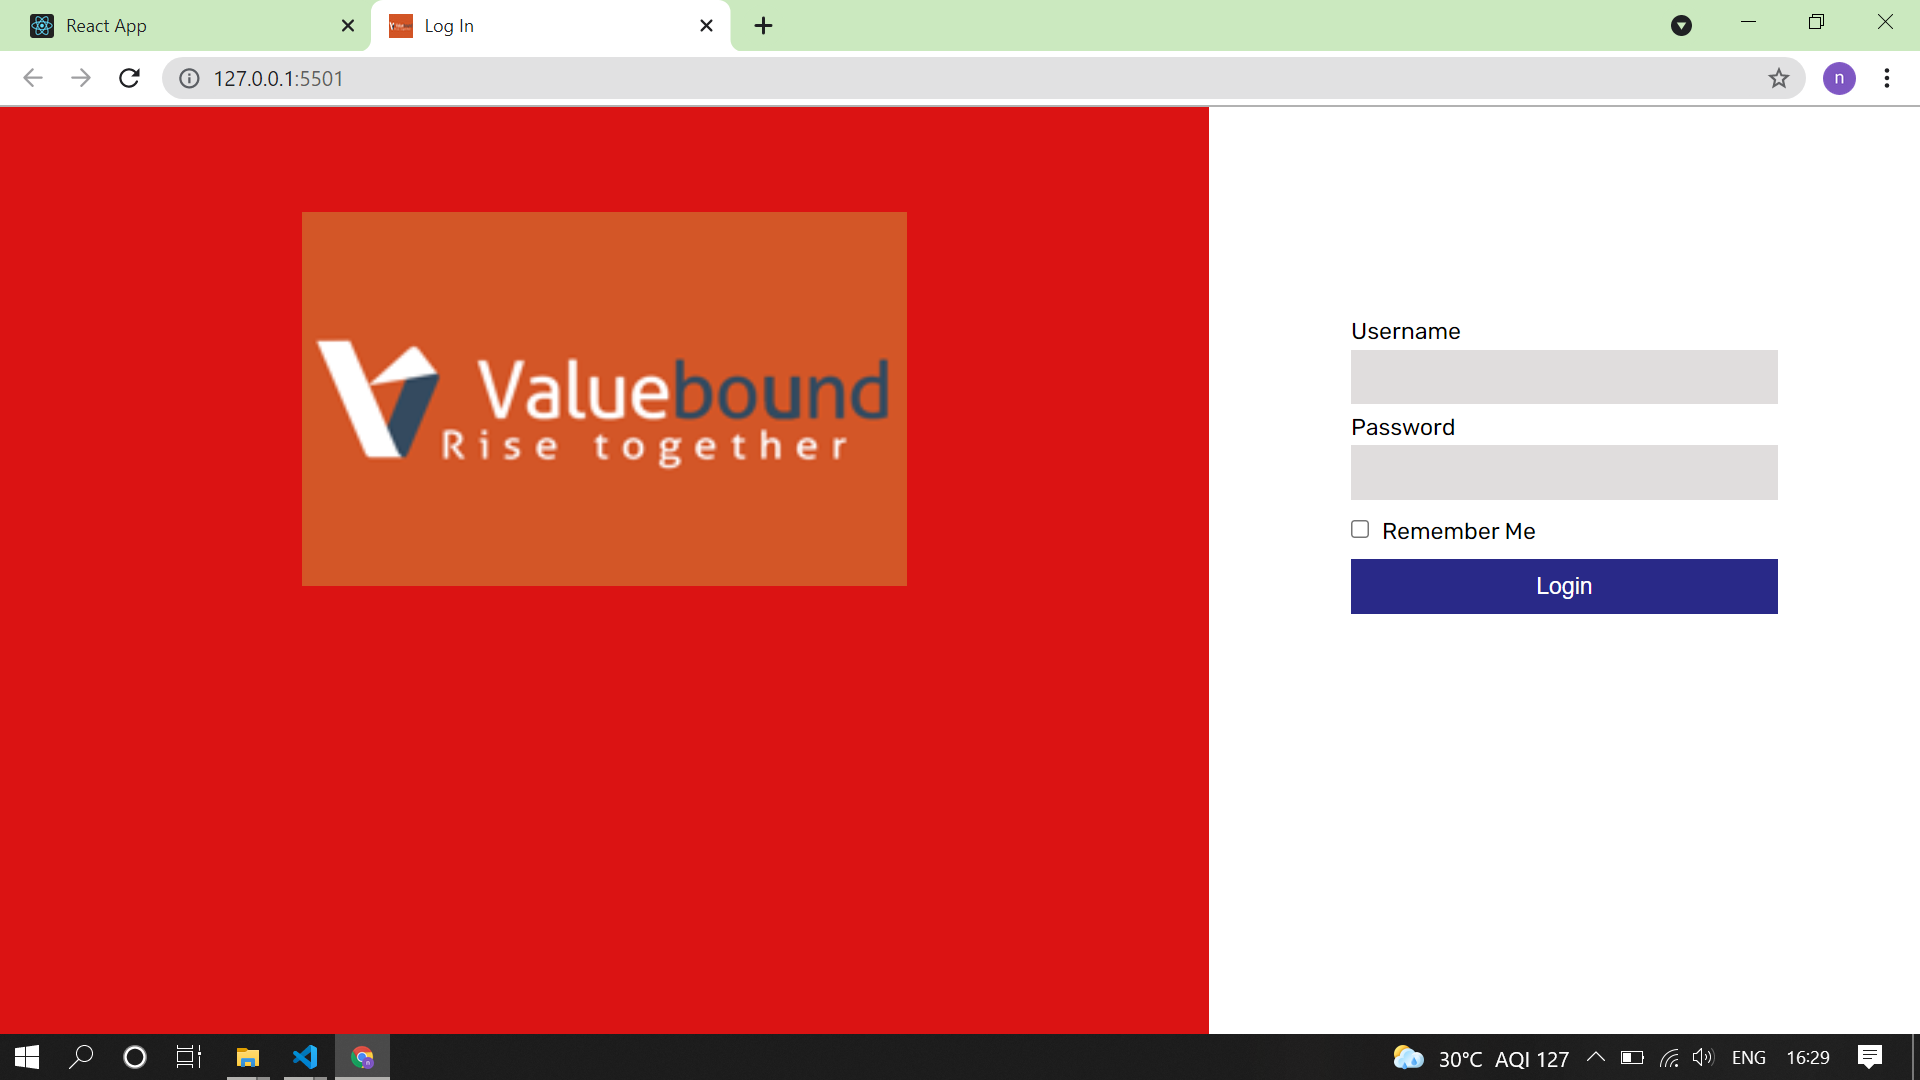 React App
Log In
127.0.0.1:5501
n
Valuebound
Rise together
Username
Password
Remember Me
Login
30°C AQI 127
ENG
16:29